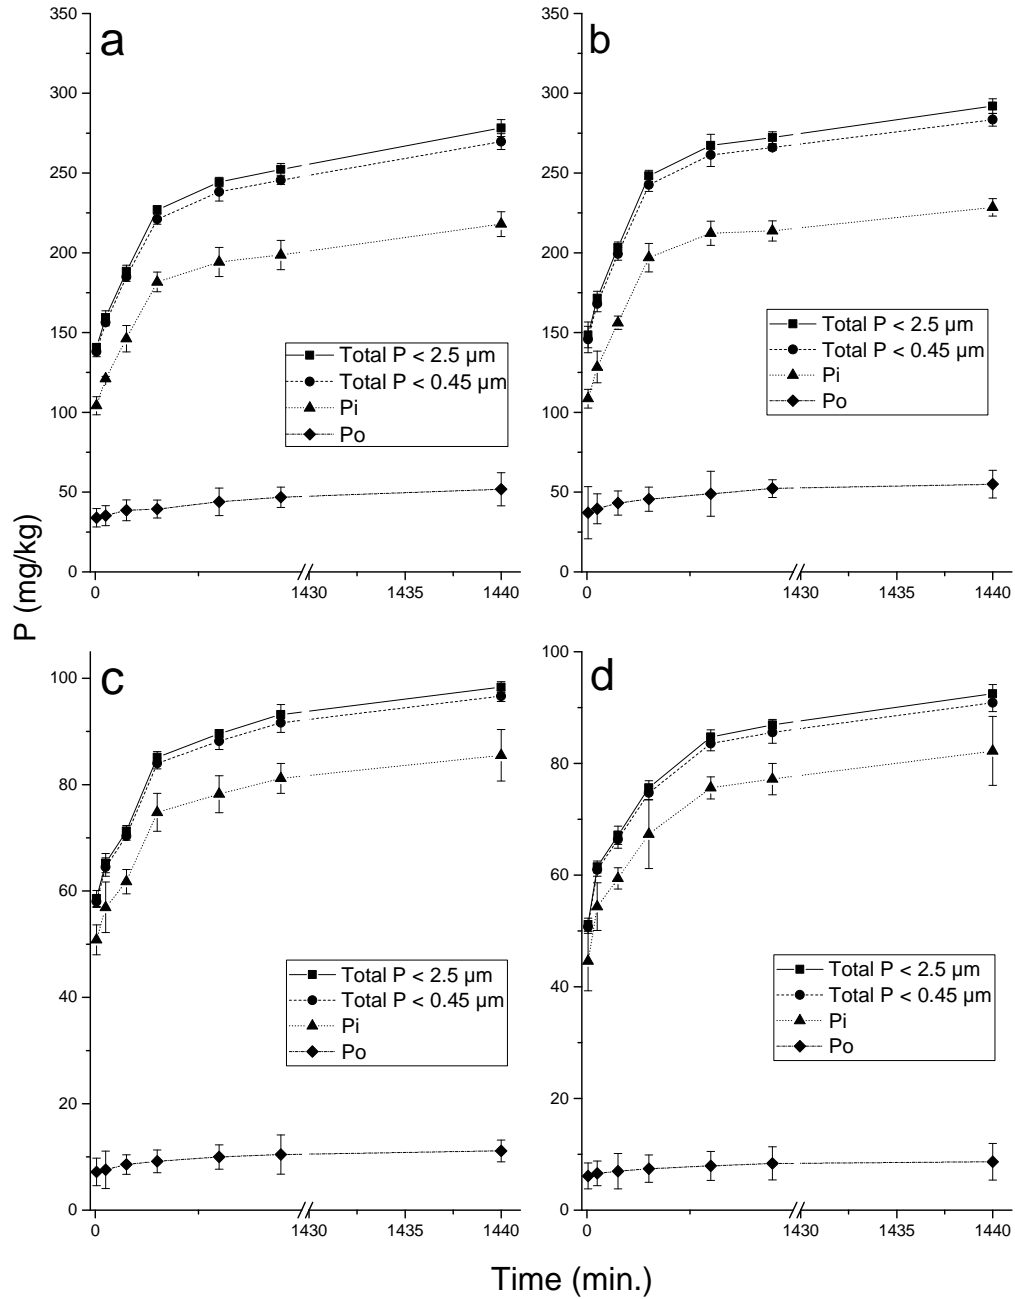 P (mg/kg)
a
350
300
250
200
150
100
50
0
Total P < 2.5 µm
Total P < 0.45 µm
Pi
Po
0
1430
1435
1440
b
350
300
250
200
150
100
50
0
Total P < 2.5 µm
Total P < 0.45 µm
Pi
Po
0
1430
1435
1440
c
100
80
60
40
20
0
Total P < 2.5 µm
Total P < 0.45 µm
Pi
Po
0
1430
1435
1440
d
100
80
60
40
20
0
Total P < 2.5 µm
Total P < 0.45 µm
Pi
Po
0
1430
1435
1440
Time (min.)